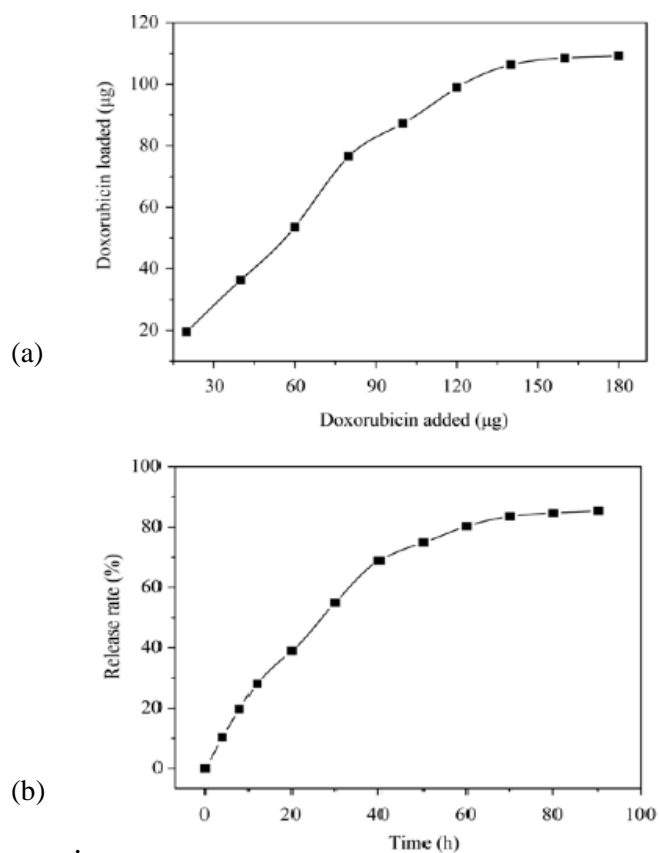 120
100
80
60
40
20
Doxorubicin loaded (μg)
30 60 90 120 150 180
Doxorubicin added (μg)
(a)
100
80
60
40
20
0
Release rate (%)
0 20 40 60 80 100
Time (h)
(b)
.